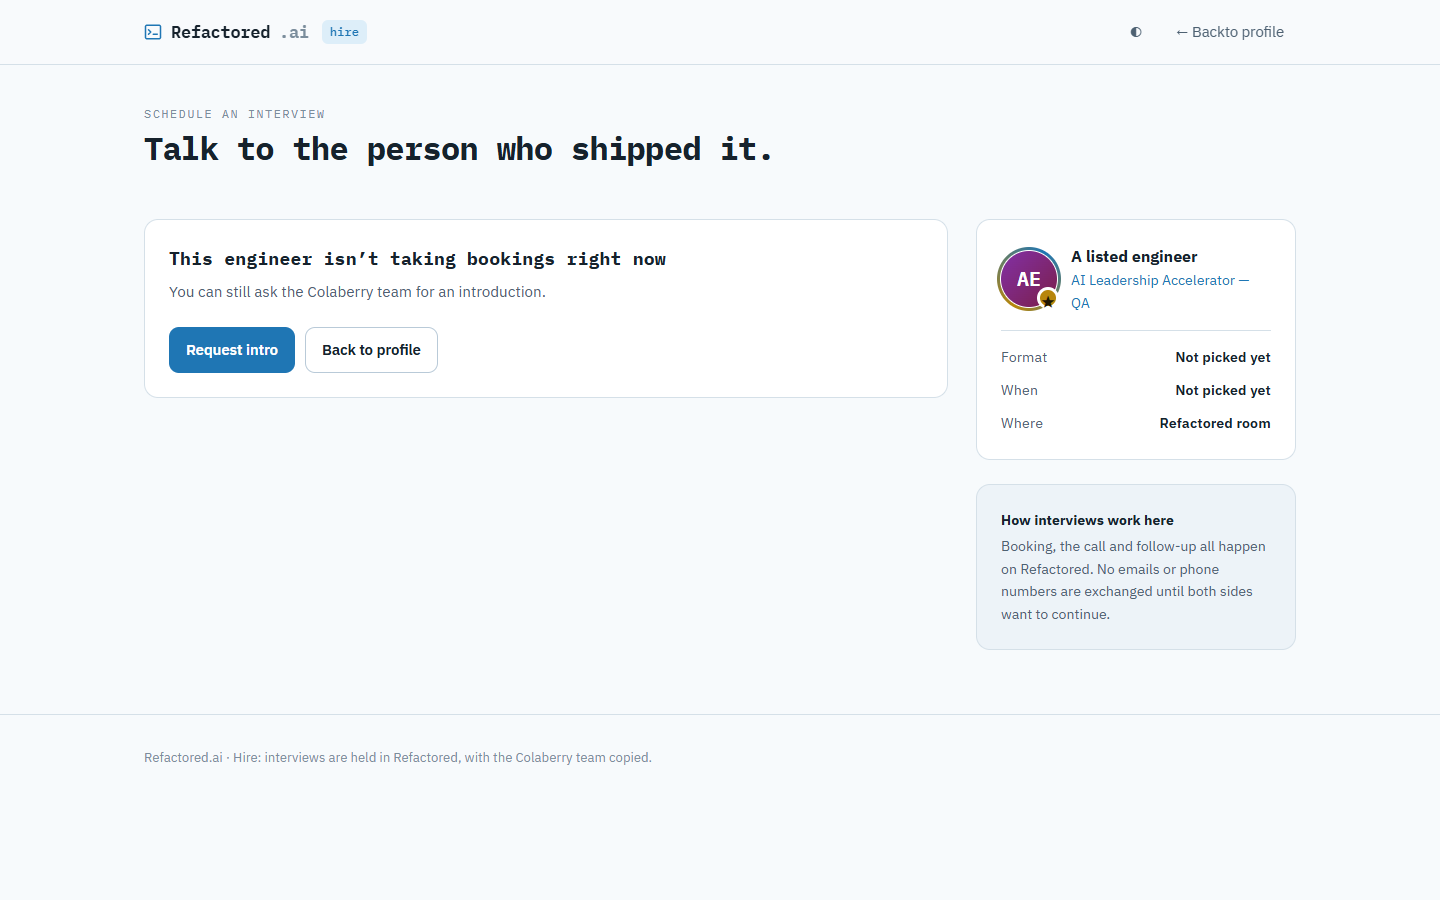 Refactored .ai hire
← Backto profile
SCHEDULE AN INTERVIEW
Talk to the person who shipped it.
This engineer isn’t taking bookings right now
You can still ask the Colaberry team for an introduction.
Request intro
Back to profile
AE
A listed engineer
AI Leadership Accelerator —
QA
Format Not picked yet
When Not picked yet
Where Refactored room
How interviews work here
Booking, the call and follow-up all happen
on Refactored. No emails or phone
numbers are exchanged until both sides
want to continue.
Refactored.ai · Hire: interviews are held in Refactored, with the Colaberry team copied.